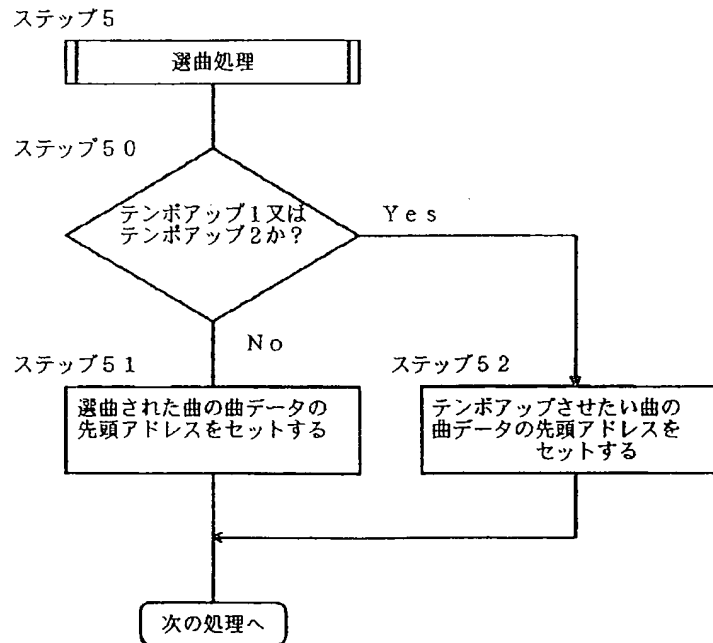 ステップ５
選曲処理
ステップ５０
テンポアップ１又は
テンポアップ２か？
Ｙｅｓ
Ｎｏ
ステップ５１
ステップ５２
選曲された曲の曲データの
先頭アドレスをセットする
テンポアップさせたい曲の
曲データの先頭アドレスを
セットする
次の処理へ